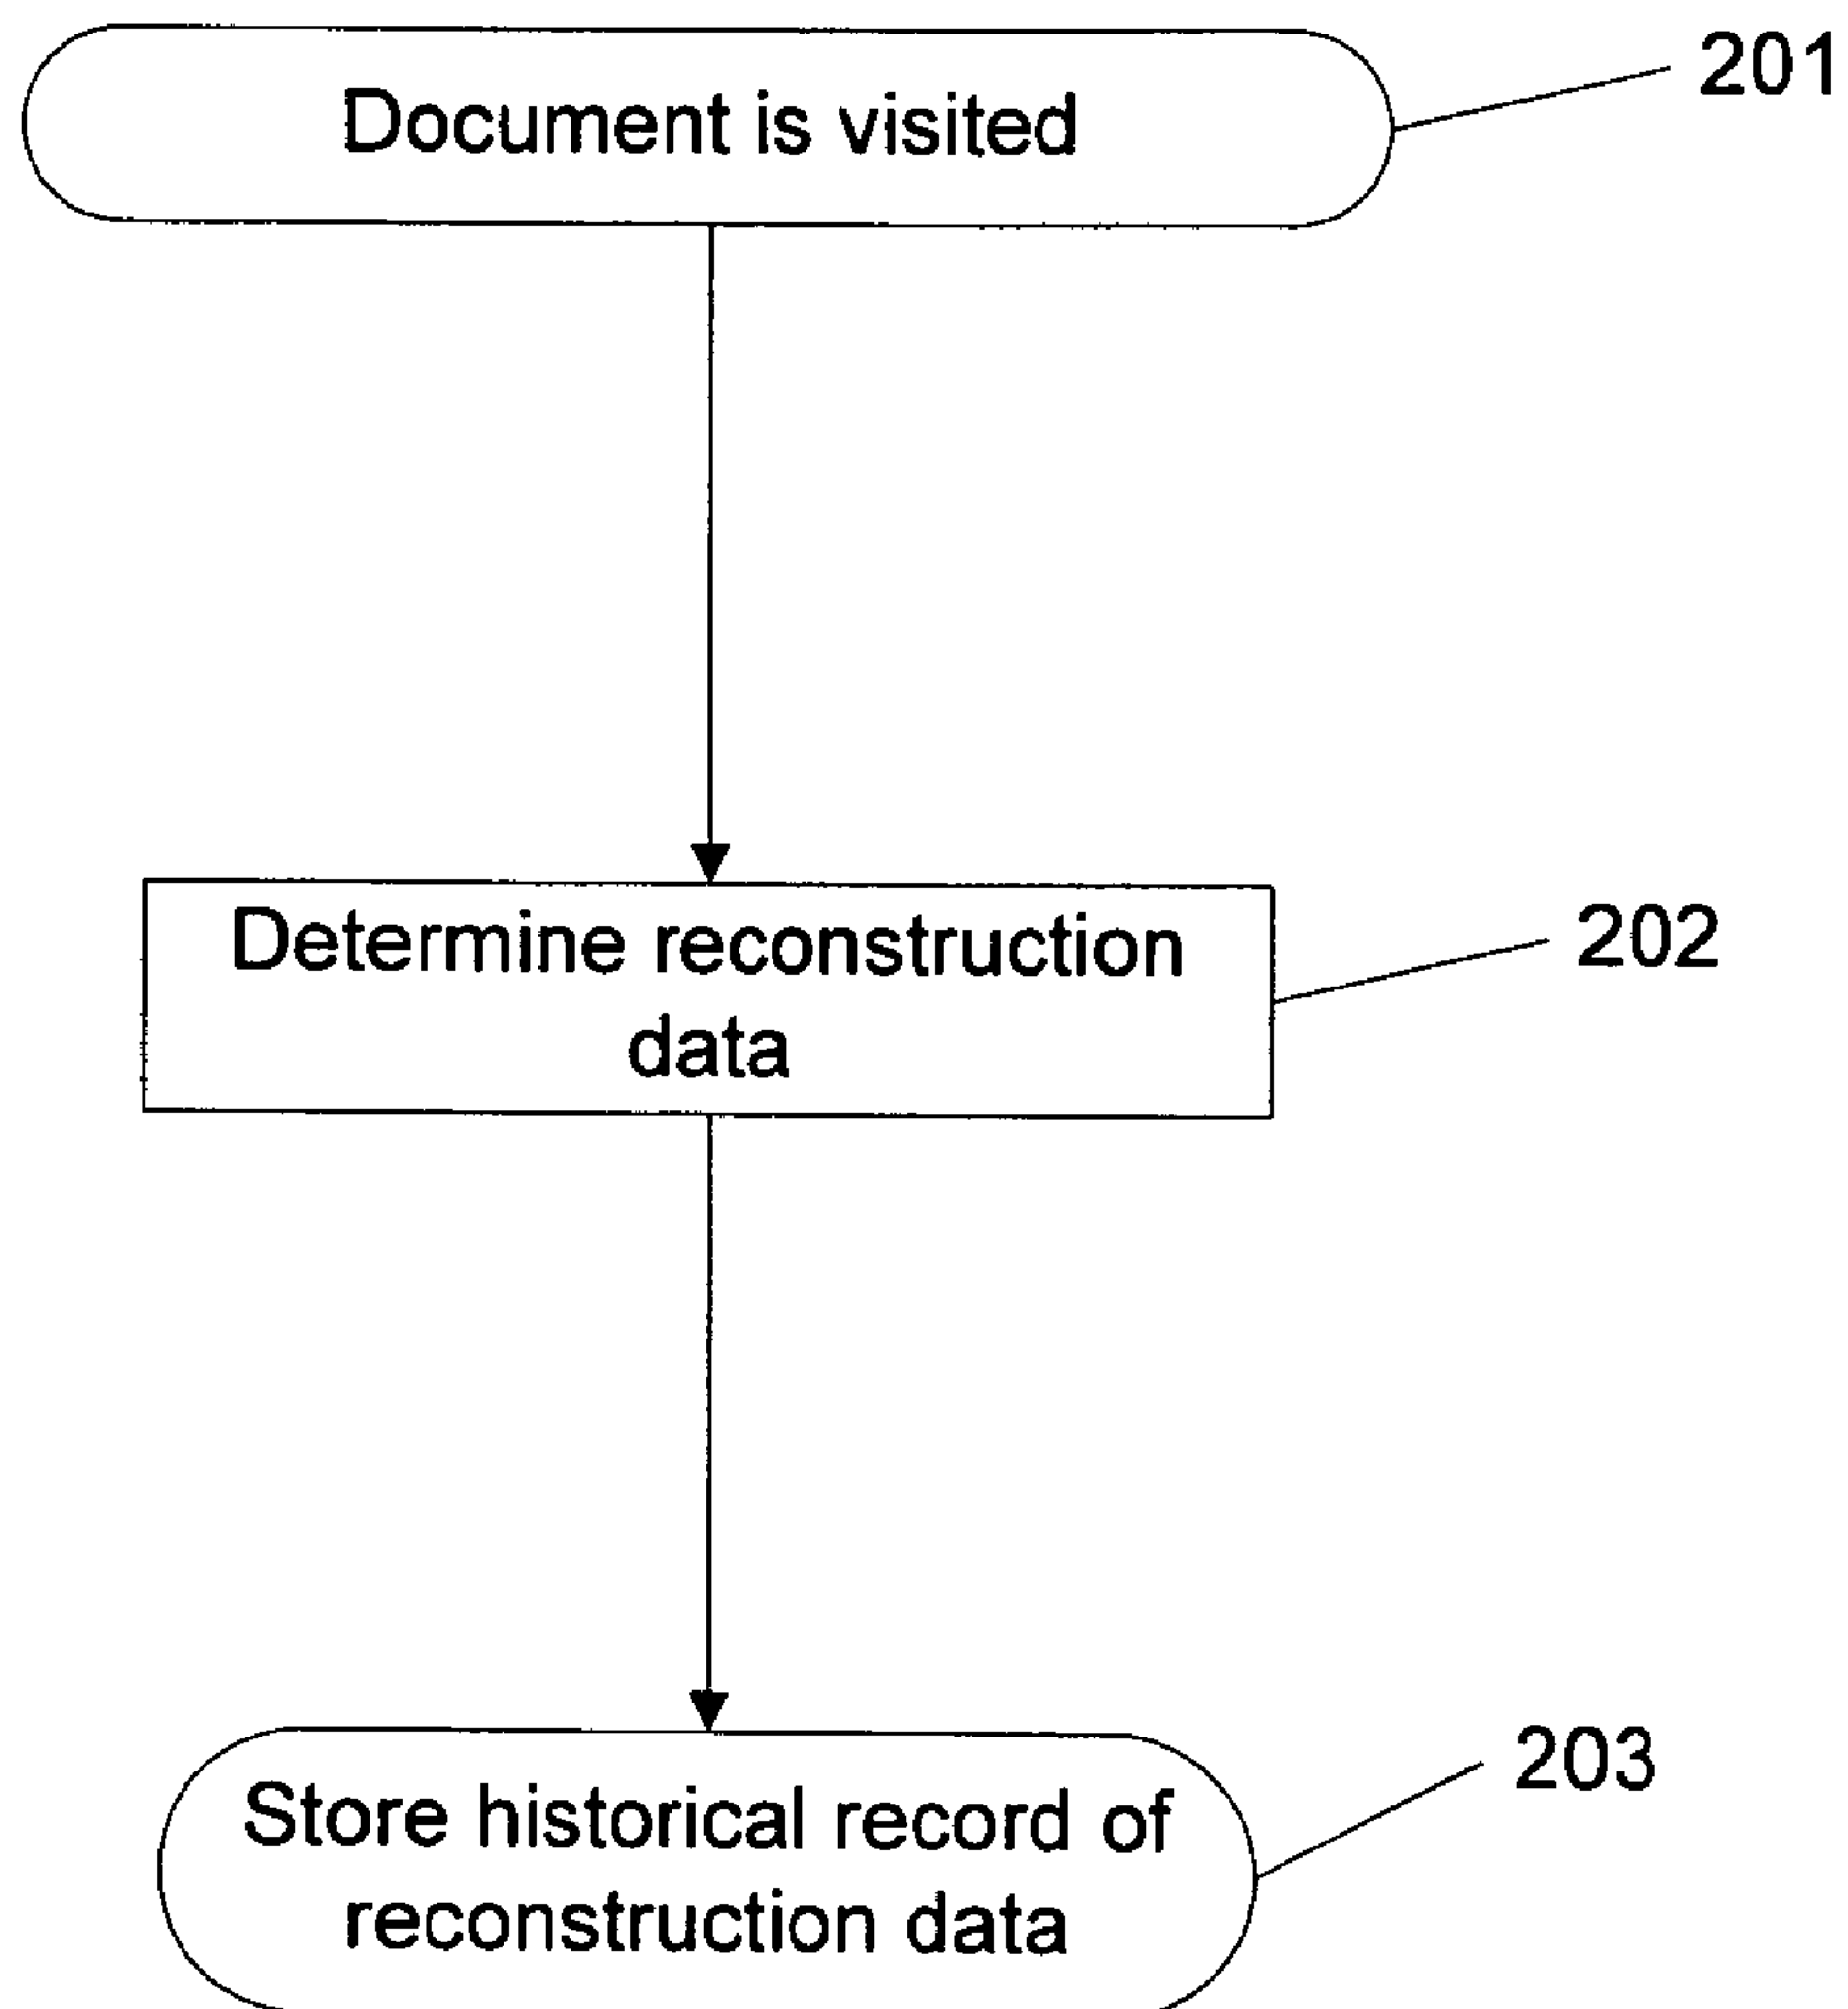 Document is visited
201
Determine reconstruction
data
202
Store historical record of
reconstruction data
203